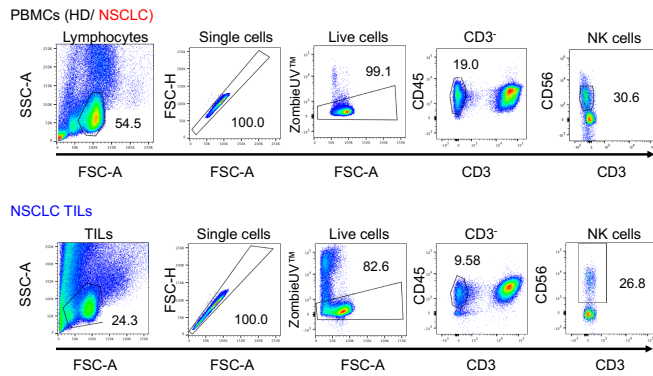 PBMCs (HD/ NSCLC)
Lymphocytes Single cells Live cells CD3- NK cells
SSC-A 54.5 FSC-H 100.0 ZombieUV™ 99.1 CD45 19.0 CD56 30.6
FSC-A FSC-A FSC-A CD3 CD3
NSCLC TILs
TILs Single cells Live cells CD3- NK cells
SSC-A 24.3 FSC-H 100.0 ZombieUV™ 82.6 CD45 9.58 CD56 26.8
FSC-A FSC-A FSC-A CD3 CD3